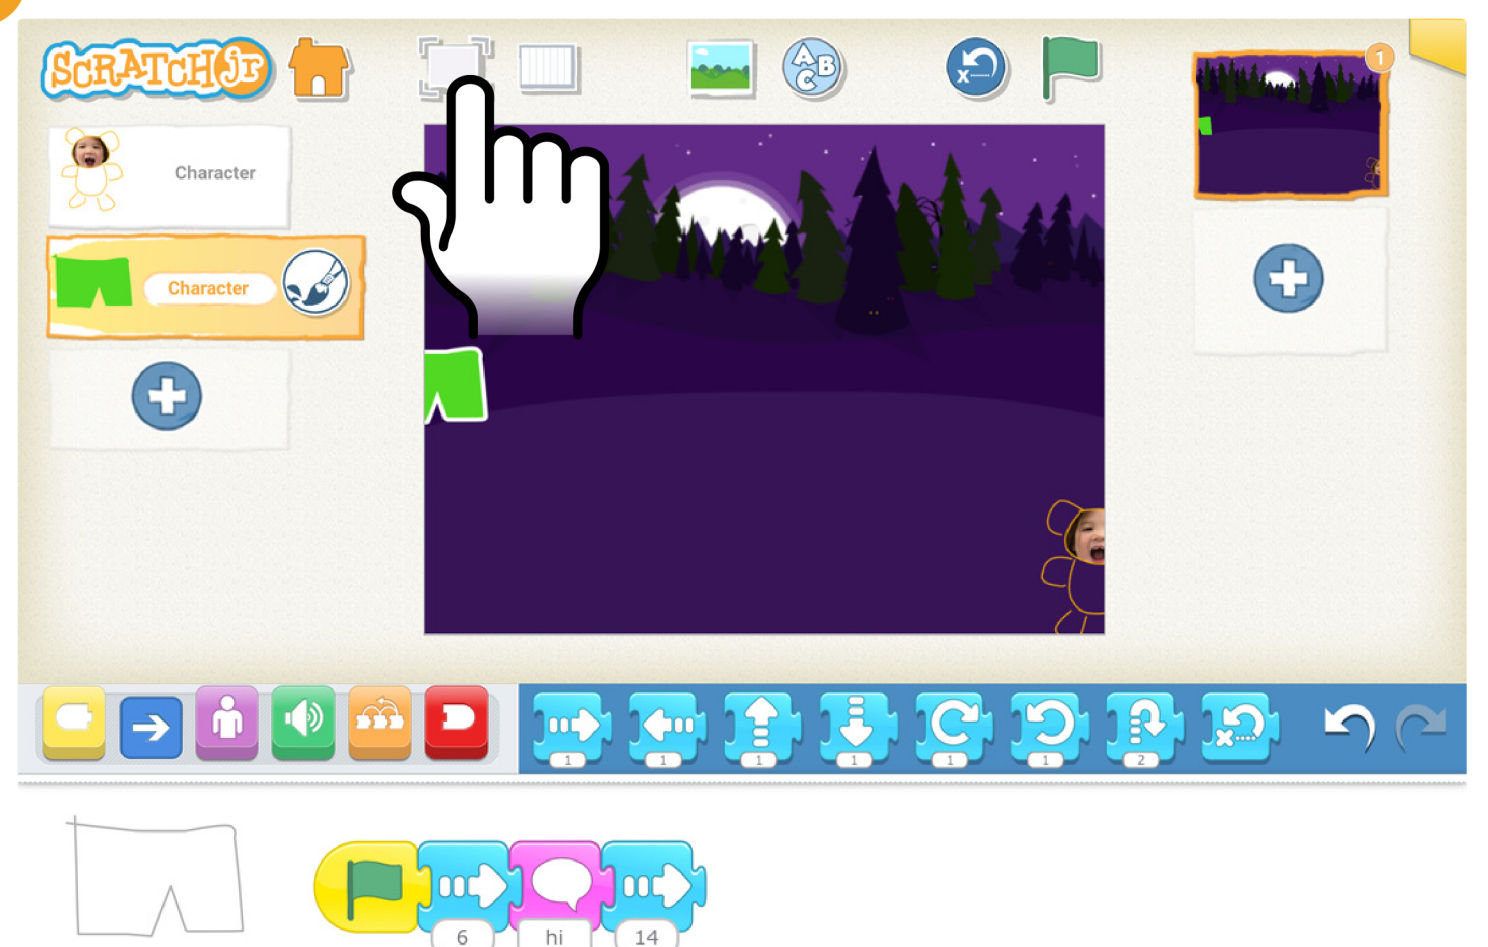 SCRATCHJr
A B C
x
1
Character
Character
1 1 1 1 1 1 2 x
6 hi 14